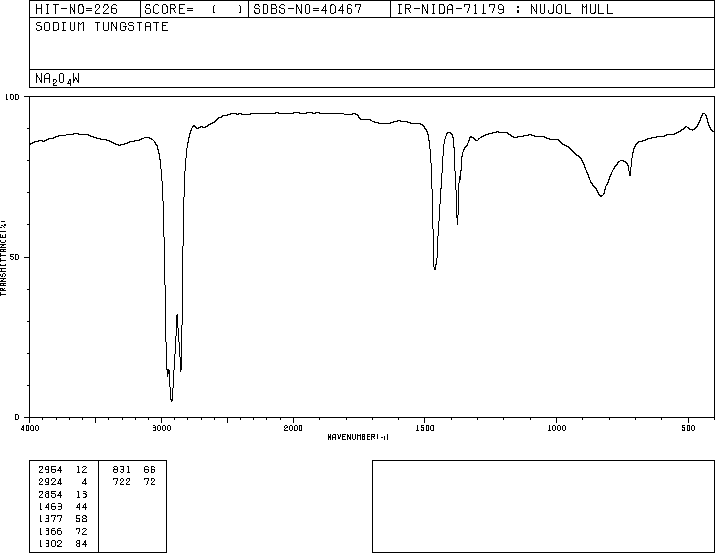 HIT-NO=226 SCORE= ( ) SDBS-NO=40467 IR-NIDA-71179 : NUJOL MULL
SODIUM TUNGSTATE
NA2O4W
100
50
0
TRANSMITTANCE(%)
4000 3000 2000 1500 1000 500
WAVENUMBER(-1)
2954 12 831 66
2924 4 722 72
2854 13
1463 44
1377 58
1366 72
1302 84